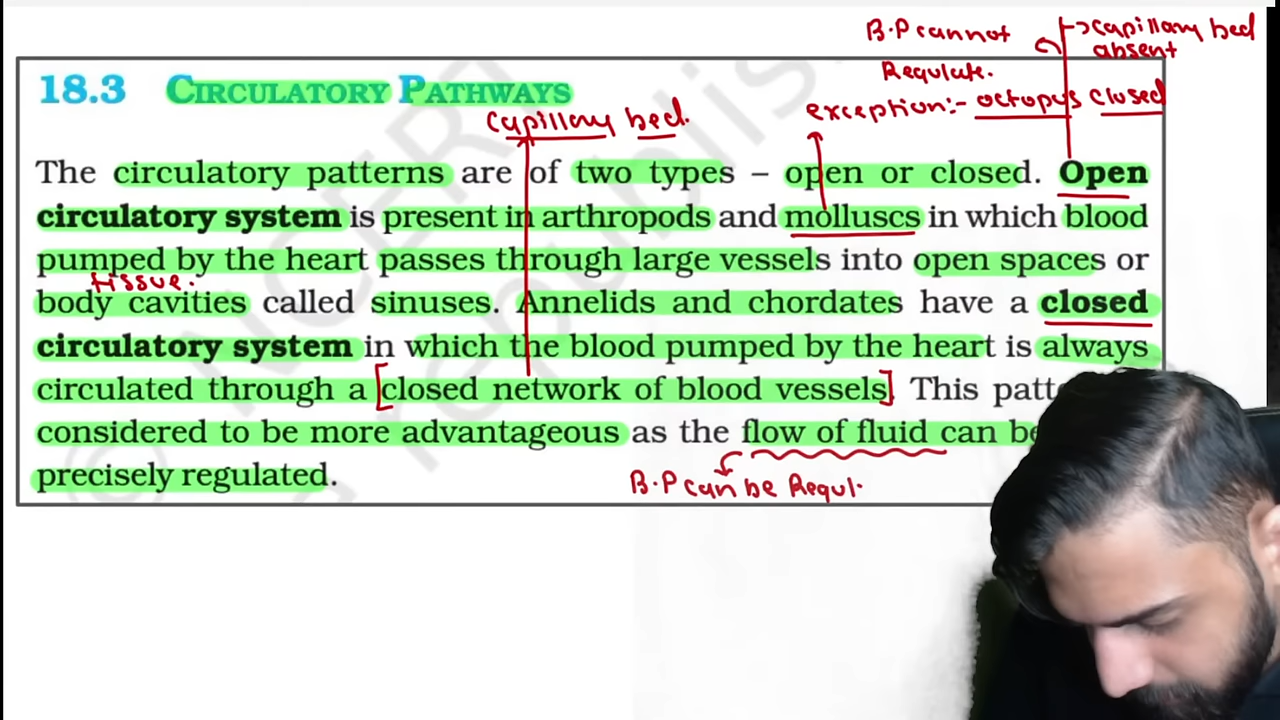 B.P cannot
Regulate.
→ capillary bed
absent
exception:- octopus closed
18.3 CIRCULATORY PATHWAYS
capillary bed.
The circulatory patterns are of two types – open or closed. Open
circulatory system is present in arthropods and molluscs in which blood
pumped by the heart passes through large vessels into open spaces or
tissue.
body cavities called sinuses. Annelids and chordates have a closed
circulatory system in which the blood pumped by the heart is always
circulated through a [closed network of blood vessels]. This patt
considered to be more advantageous as the flow of fluid can be
precisely regulated.
B.P can be Regul.
© NCERT
republis